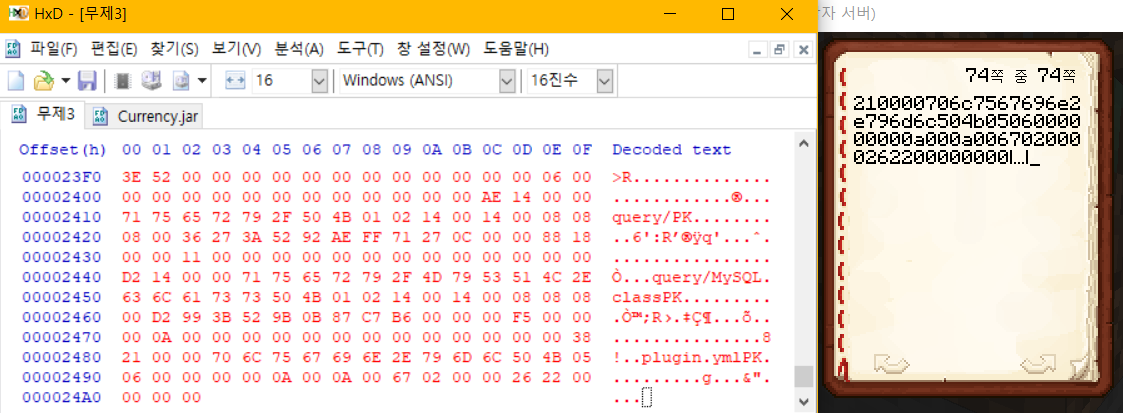 HxD - [무제3]
자 서버)
파일(F) 편집(E) 찾기(S) 보기(V) 분석(A) 도구(T) 창 설정(W) 도움말(H)
16 Windows (ANSI) 16진수
무제3 Currency.jar
Offset(h) 00 01 02 03 04 05 06 07 08 09 0A 0B 0C 0D 0E 0F Decoded text
000023F0 3E 52 00 00 00 00 00 00 00 00 00 00 00 00 06 00 >R..............
00002400 00 00 00 00 00 00 00 00 00 00 00 00 AE 14 00 00 ............®...
00002410 71 75 65 72 79 2F 50 4B 01 02 14 00 14 00 08 08 query/PK........
00002420 08 00 36 27 3A 52 92 AE FF 71 27 0C 00 00 88 18 ..6':R’®ÿq'...ˆ.
00002430 00 00 11 00 00 00 00 00 00 00 00 00 00 00 00 00 ................
00002440 D2 14 00 00 71 75 65 72 79 2F 4D 79 53 51 4C 2E Ò...query/MySQL.
00002450 63 6C 61 73 73 50 4B 01 02 14 00 14 00 08 08 08 classPK.........
00002460 00 D2 99 3B 52 9B 0B 87 C7 B6 00 00 00 F5 00 00 .Ò™;R›.‡Ç¶...õ..
00002470 00 0A 00 00 00 00 00 00 00 00 00 00 00 00 00 38 ...............8
00002480 21 00 00 70 6C 75 67 69 6E 2E 79 6D 6C 50 4B 05 !..plugin.ymlPK.
00002490 06 00 00 00 00 0A 00 0A 00 67 02 00 00 26 22 00 .........g...&".
000024A0 00 00 00 ...
74쪽 중 74쪽
210000706c7567696e2
e796d6c504b05060000
00000a000a006702000
02622000000000|...|_